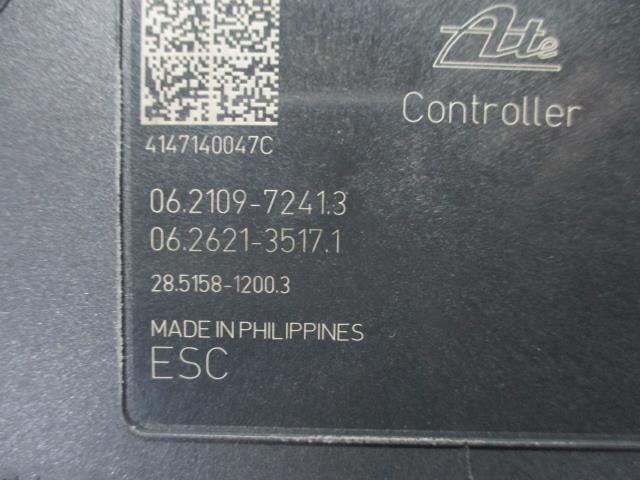 Ate
Controller
4147140047C
06.2109-7241.3
06.2621-3517.1
28.5158-1200.3
MADE IN PHILIPPINES
ESC